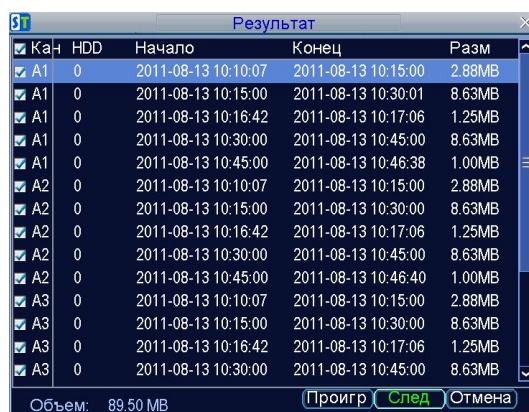 ST Результат
Кан HDD Начало Конец Разм
A1 0 2011-08-13 10:10:07 2011-08-13 10:15:00 2.88MB
A1 0 2011-08-13 10:15:00 2011-08-13 10:30:01 8.63MB
A1 0 2011-08-13 10:16:42 2011-08-13 10:17:06 1.25MB
A1 0 2011-08-13 10:30:00 2011-08-13 10:45:00 8.63MB
A1 0 2011-08-13 10:45:00 2011-08-13 10:46:38 1.00MB
A2 0 2011-08-13 10:10:07 2011-08-13 10:15:00 2.88MB
A2 0 2011-08-13 10:15:00 2011-08-13 10:30:00 8.63MB
A2 0 2011-08-13 10:16:42 2011-08-13 10:17:06 1.25MB
A2 0 2011-08-13 10:30:00 2011-08-13 10:45:00 8.63MB
A2 0 2011-08-13 10:45:00 2011-08-13 10:46:40 1.00MB
A3 0 2011-08-13 10:10:07 2011-08-13 10:15:00 2.88MB
A3 0 2011-08-13 10:15:00 2011-08-13 10:30:00 8.63MB
A3 0 2011-08-13 10:16:42 2011-08-13 10:17:06 1.25MB
A3 0 2011-08-13 10:30:00 2011-08-13 10:45:00 8.63MB
Объем: 89.50 MB Проигр След Отмена